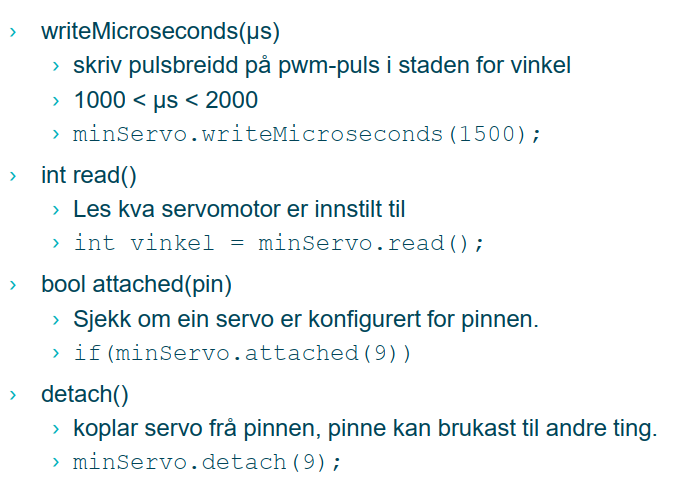 › writeMicroseconds(µs)
› skriv pulsbreidd på pwm-puls i staden for vinkel
› 1000 < µs < 2000
› minServo.writeMicroseconds(1500);
› int read()
› Les kva servomotor er innstilt til
› int vinkel = minServo.read();
› bool attached(pin)
› Sjekk om ein servo er konfigurert for pinnen.
› if(minServo.attached(9))
› detach()
› koplar servo frå pinnen, pinne kan brukast til andre ting.
› minServo.detach(9);